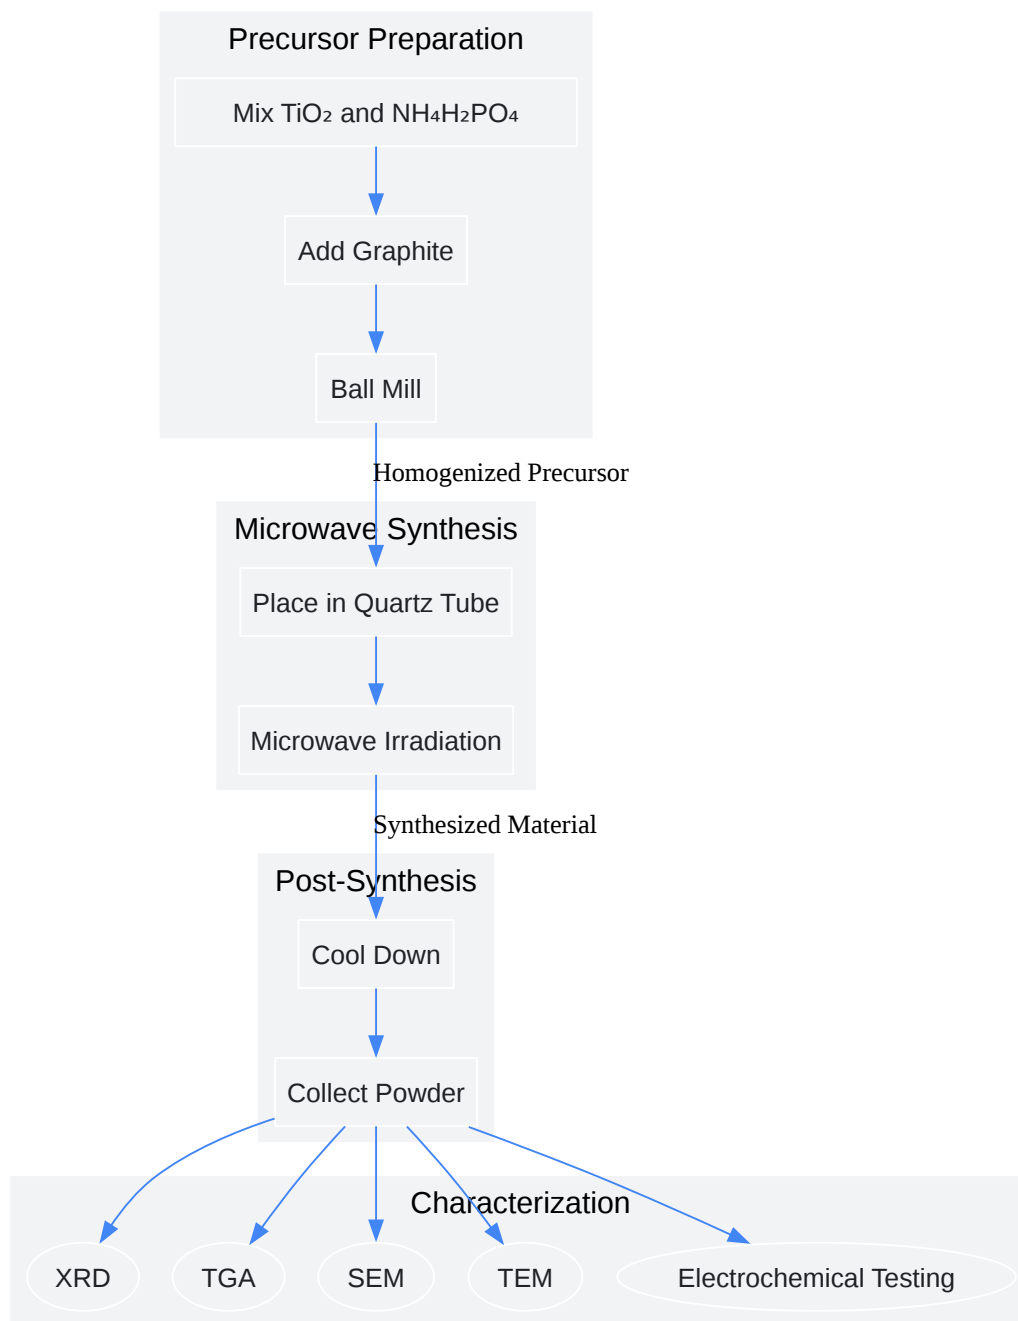 Precursor Preparation
Mix TiO₂ and NH₄H₂PO₄
Add Graphite
Ball Mill
Homogenized Precursor
Microwave Synthesis
Place in Quartz Tube
Microwave Irradiation
Synthesized Material
Post-Synthesis
Cool Down
Collect Powder
Characterization
XRD
TGA
SEM
TEM
Electrochemical Testing